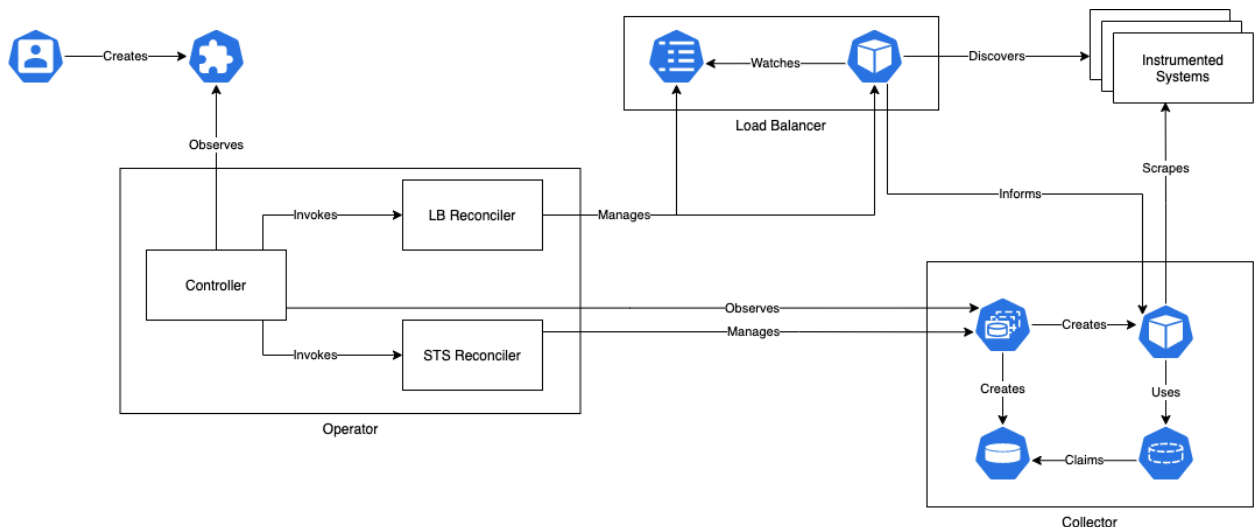 Creates
Watches
Discovers
Instrumented
Systems
Load Balancer
Observes
Scrapes
Invokes
LB Reconciler
Manages
Informs
Controller
Observes
Manages
Creates
Invokes
STS Reconciler
Creates
Uses
Operator
Claims
Collector